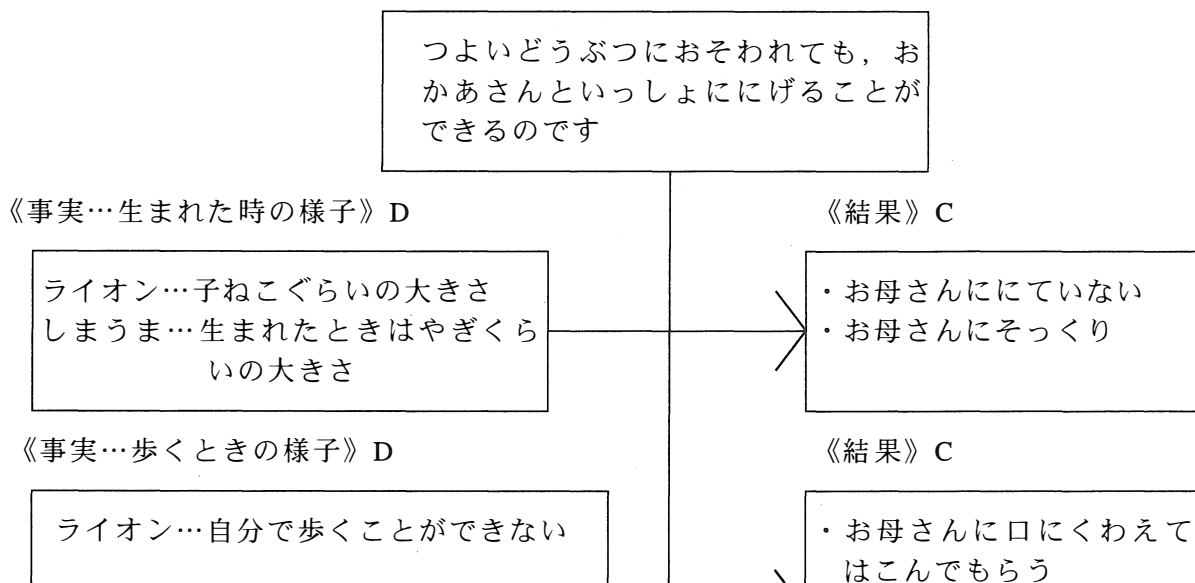 つよいどうぶつにおそわれても，お
かあさんといっしょににげることが
できるのです
《事実…生まれた時の様子》D
《結果》C
ライオン…子ねこぐらいの大きさ
しまうま…生まれたときはやぎくら
いの大きさ
・お母さんににていない
・お母さんにそっくり
《事実…歩くときの様子》D
《結果》C
ライオン…自分で歩くことができない
・お母さんに口にくわえて
はこんでもらう